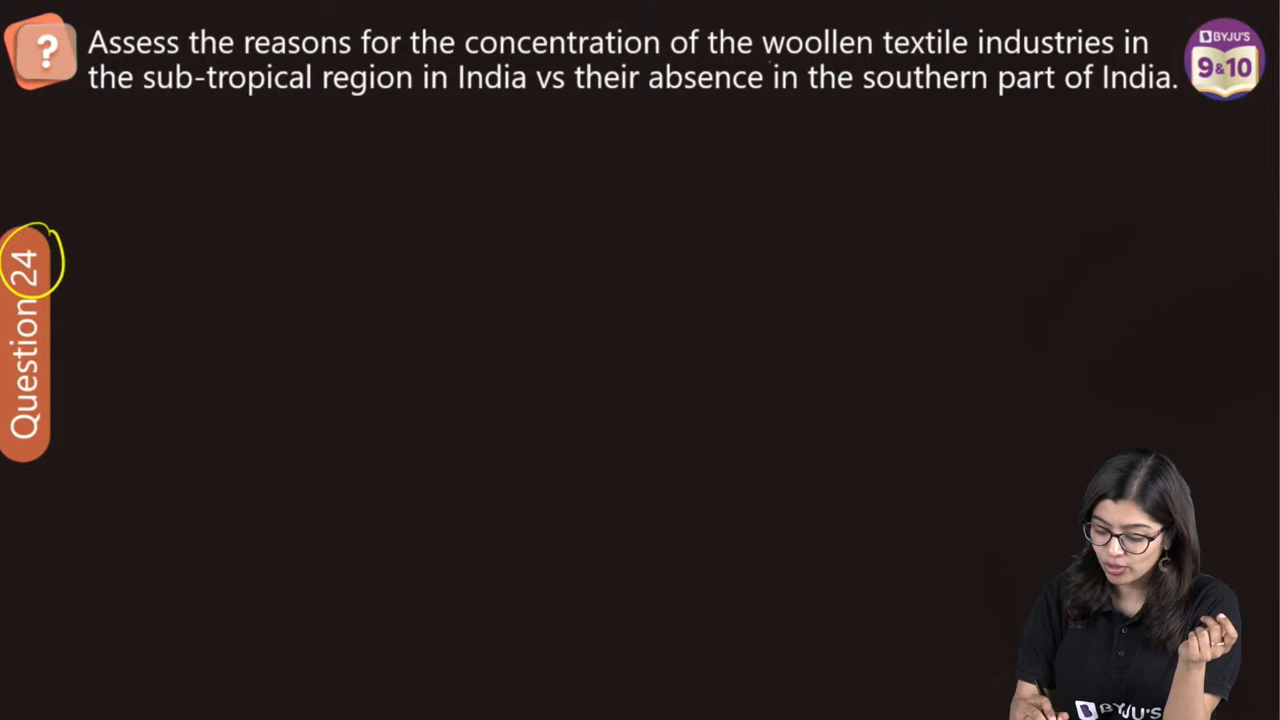 ?
Assess the reasons for the concentration of the woollen textile industries in
the sub-tropical region in India vs their absence in the southern part of India.
BYJU'S
9&10
Question 24
BYJU'S